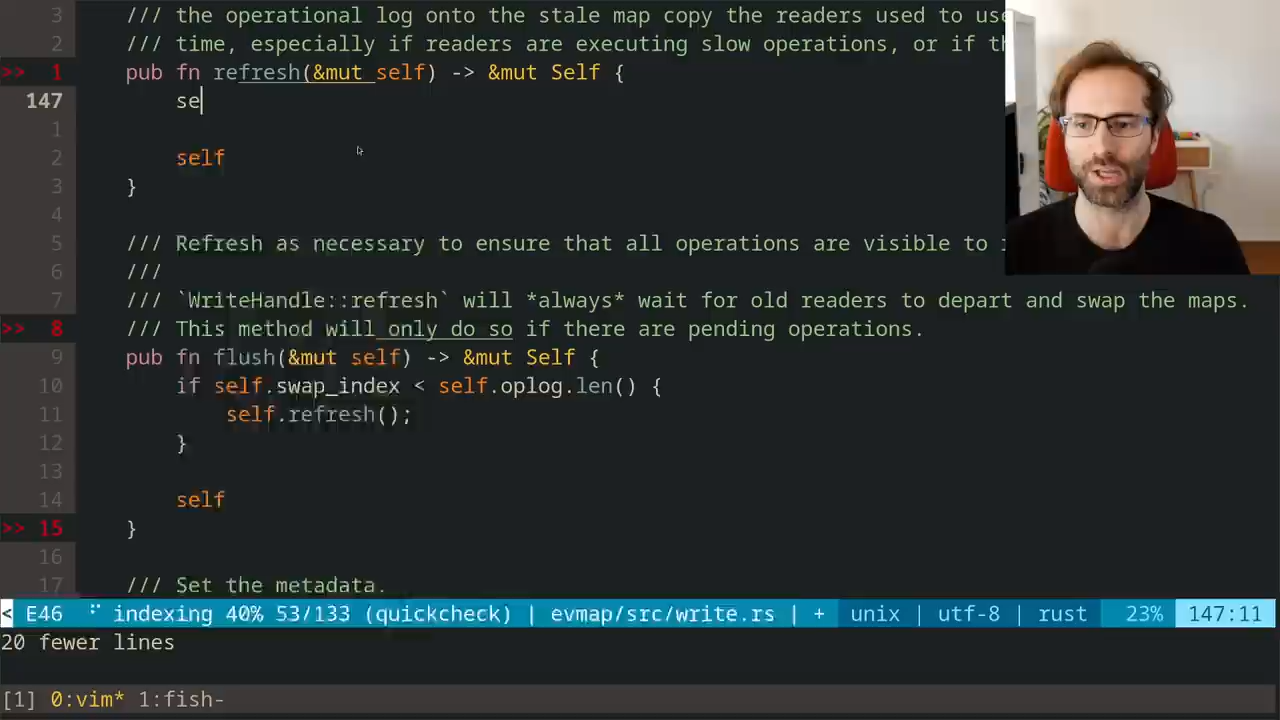 3 /// the operational log onto the stale map copy the readers used to use
2 /// time, especially if readers are executing slow operations, or if
>> 1 pub fn refresh(&mut self) -> &mut Self {
147 se
1
2 self
3 }
4
5 /// Refresh as necessary to ensure that all operations are visible to
6 ///
7 /// `WriteHandle::refresh` will *always* wait for old readers to depart and swap the maps.
>> 8 /// This method will only do so if there are pending operations.
9 pub fn flush(&mut self) -> &mut Self {
10 if self.swap_index < self.oplog.len() {
11 self.refresh();
12 }
13
14 self
>> 15 }
16
17 /// Set the metadata.
< E46 ⠋ indexing 40% 53/133 (quickcheck) | evmap/src/write.rs | + unix | utf-8 | rust 23% 147:11
20 fewer lines
[1] 0:vim* 1:fish-